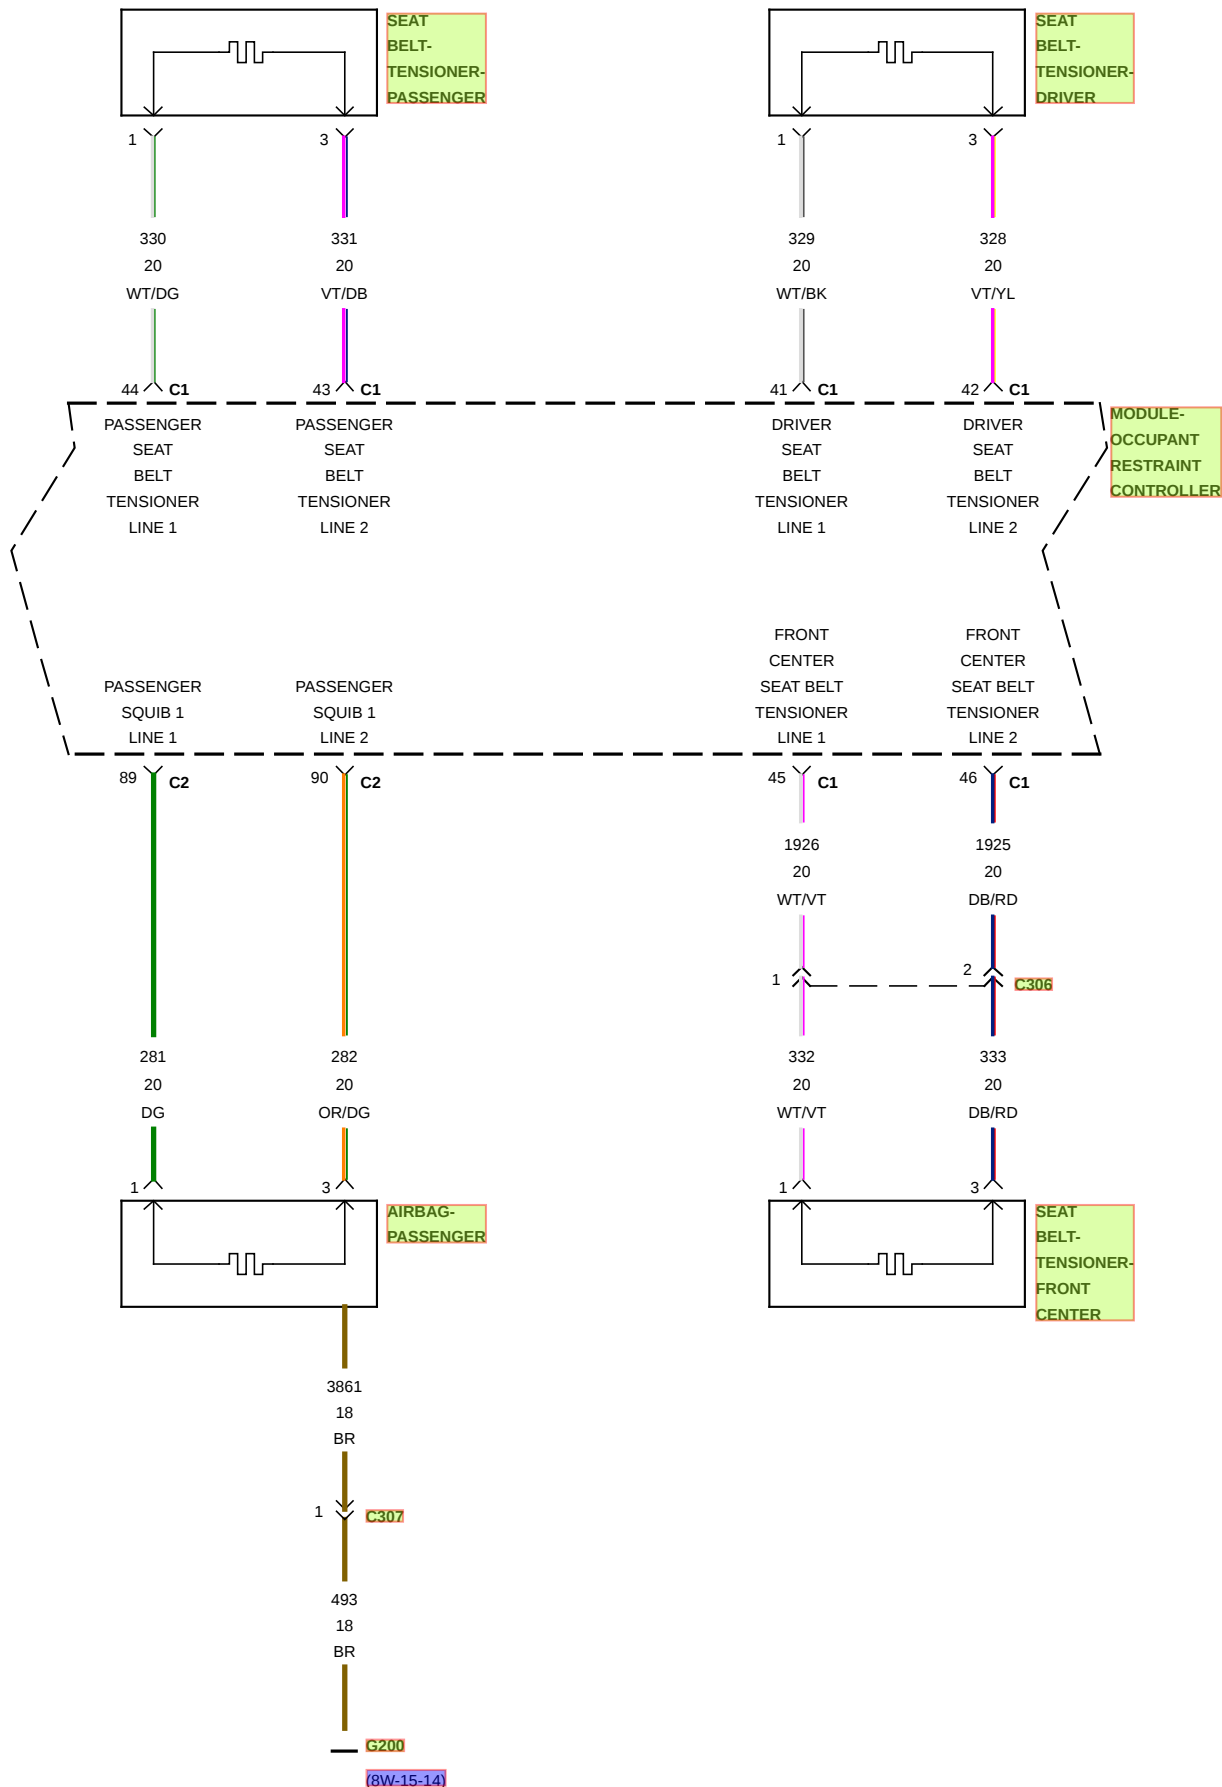 SEAT
BELT-
TENSIONER-
PASSENGER
SEAT
BELT-
TENSIONER-
DRIVER
1
3
1
3
330
20
WT/DG
331
20
VT/DB
329
20
WT/BK
328
20
VT/YL
44
C1
43
C1
41
C1
42
C1
PASSENGER
SEAT
BELT
TENSIONER
LINE 1
PASSENGER
SEAT
BELT
TENSIONER
LINE 2
DRIVER
SEAT
BELT
TENSIONER
LINE 1
DRIVER
SEAT
BELT
TENSIONER
LINE 2
MODULE-
OCCUPANT
RESTRAINT
CONTROLLER
PASSENGER
SQUIB 1
LINE 1
PASSENGER
SQUIB 1
LINE 2
FRONT
CENTER
SEAT BELT
TENSIONER
LINE 1
FRONT
CENTER
SEAT BELT
TENSIONER
LINE 2
89
C2
90
C2
45
C1
46
C1
1926
20
WT/VT
1925
20
DB/RD
1
2
C306
281
20
DG
282
20
OR/DG
332
20
WT/VT
333
20
DB/RD
1
3
1
3
AIRBAG-
PASSENGER
SEAT
BELT-
TENSIONER-
FRONT
CENTER
3861
18
BR
1
C307
493
18
BR
G200
(8W-15-14)